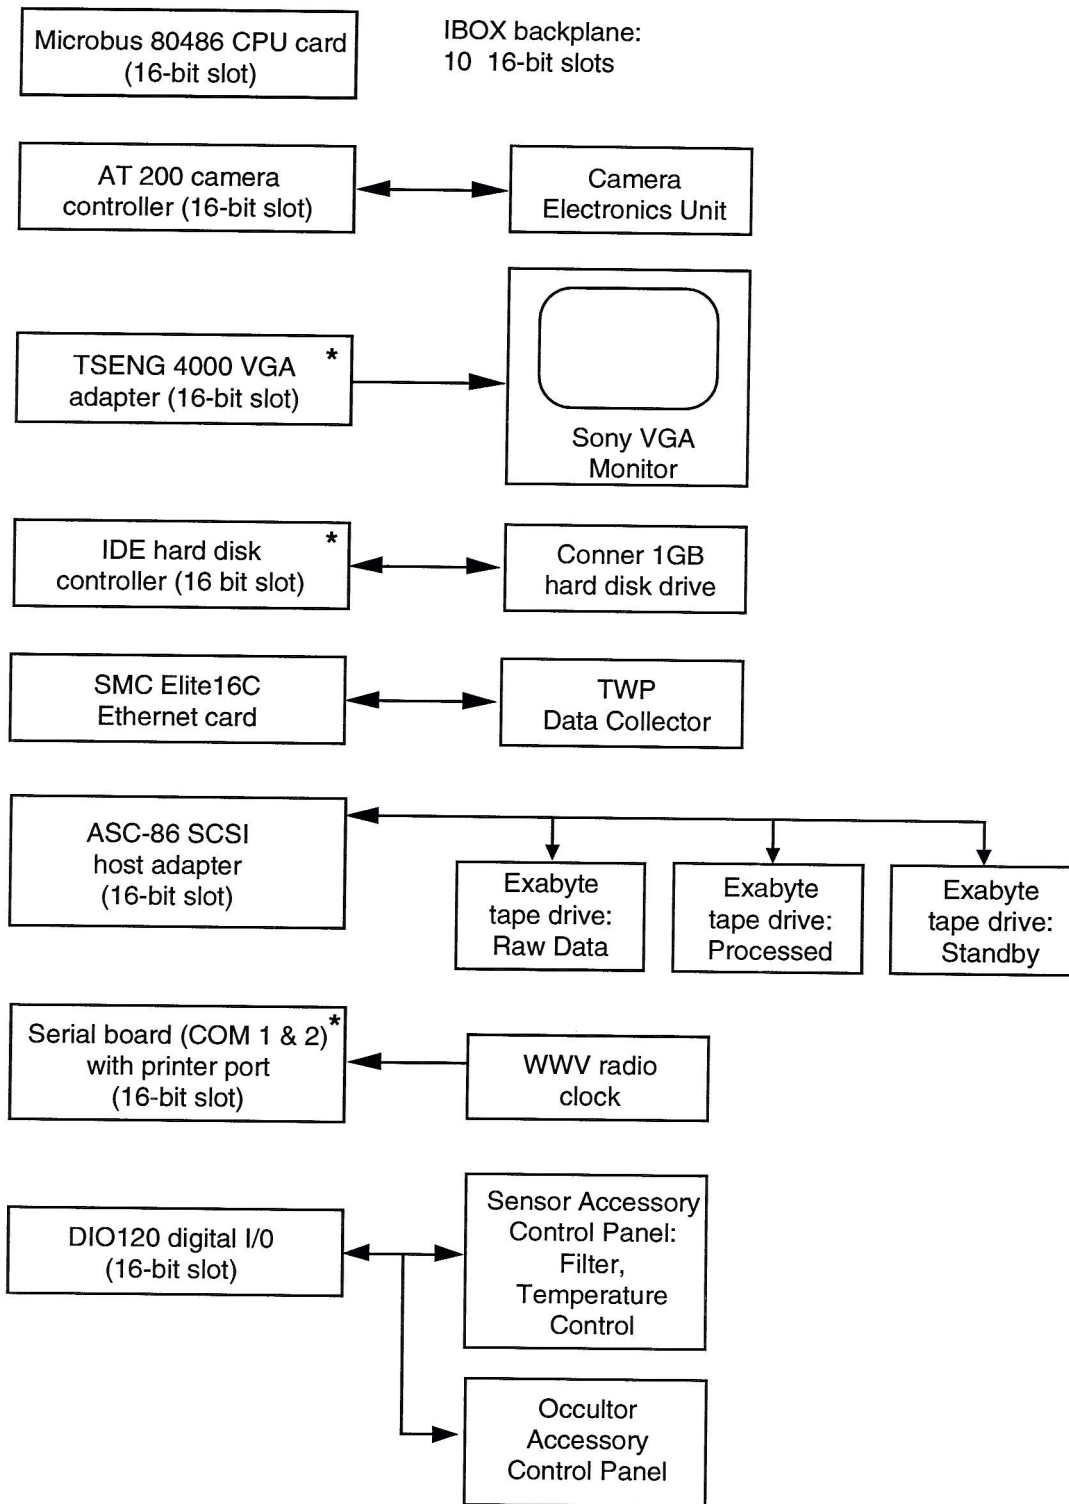 Microbus 80486 CPU card
(16-bit slot)
IBOX backplane:
10 16-bit slots
AT 200 camera
controller (16-bit slot)
Camera
Electronics Unit
TSENG 4000 VGA *
adapter (16-bit slot)
Sony VGA
Monitor
IDE hard disk *
controller (16 bit slot)
Conner 1GB
hard disk drive
SMC Elite16C
Ethernet card
TWP
Data Collector
ASC-86 SCSI
host adapter
(16-bit slot)
Exabyte
tape drive:
Raw Data
Exabyte
tape drive:
Processed
Exabyte
tape drive:
Standby
Serial board (COM 1 & 2) *
with printer port
(16-bit slot)
WWV radio
clock
DIO120 digital I/0
(16-bit slot)
Sensor Accessory
Control Panel:
Filter,
Temperature
Control
Occultor
Accessory
Control Panel